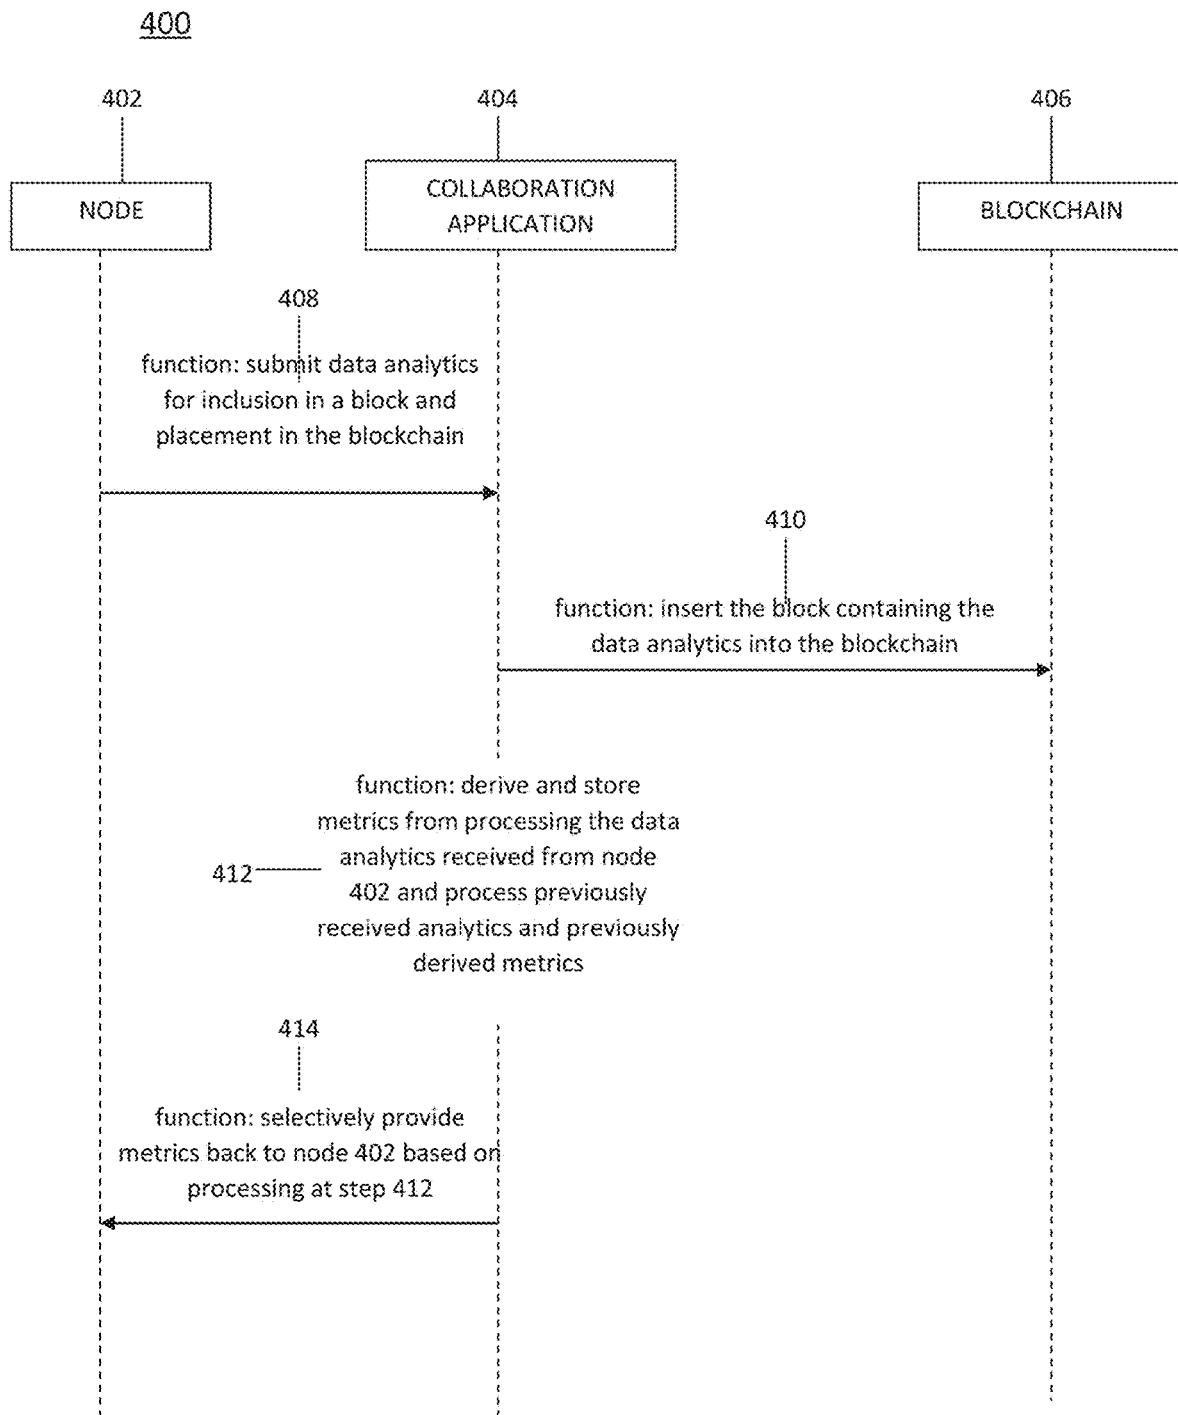 400
402
404
406
NODE
COLLABORATION
APPLICATION
BLOCKCHAIN
408
function: submit data analytics
for inclusion in a block and
placement in the blockchain
410
function: insert the block containing the
data analytics into the blockchain
function: derive and store
metrics from processing the data
analytics received from node
412
402 and process previously
received analytics and previously
derived metrics
414
function: selectively provide
metrics back to node 402 based on
processing at step 412